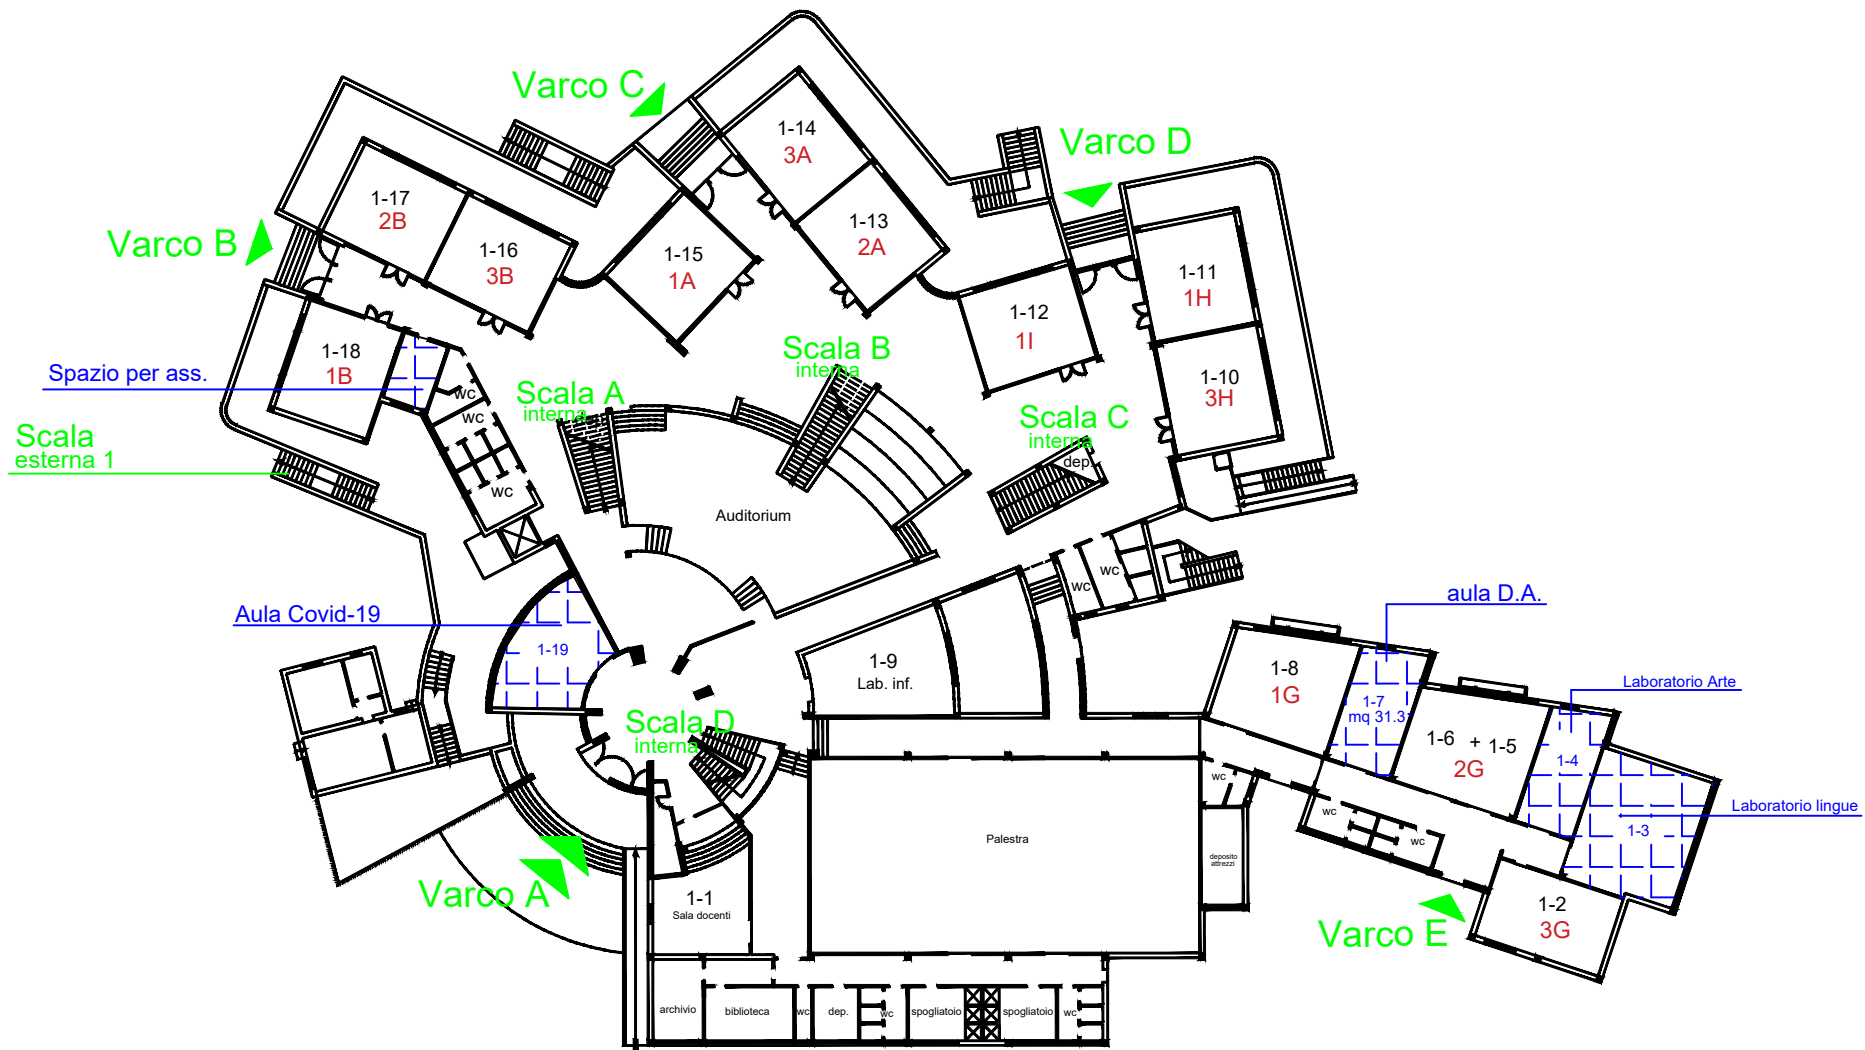 Varco C
1-14
3A
Varco D
1-17
2B
1-16
3B
1-13
2A
Varco B
1-15
1A
1-11
1H
1-12
1I
1-18
1B
Spazio per ass.
Scala B
interna
1-10
3H
Scala A
interna
wc
wc
wc
Scala C
interna
dep.
Scala
esterna 1
Auditorium
wc
wc
Aula Covid-19
1-19
aula D.A.
1-9
Lab. inf.
1-8
1G
1-7
mq 31.3
Laboratorio Arte
Scala D
interna
1-6 + 1-5
2G
1-4
wc
Laboratorio lingue
wc
wc
1-3
Palestra
deposito
attrezzi
Varco A
1-1
Sala docenti
Varco E
1-2
3G
archivio
biblioteca
wc
dep.
wc
spogliatoio
spogliatoio
wc